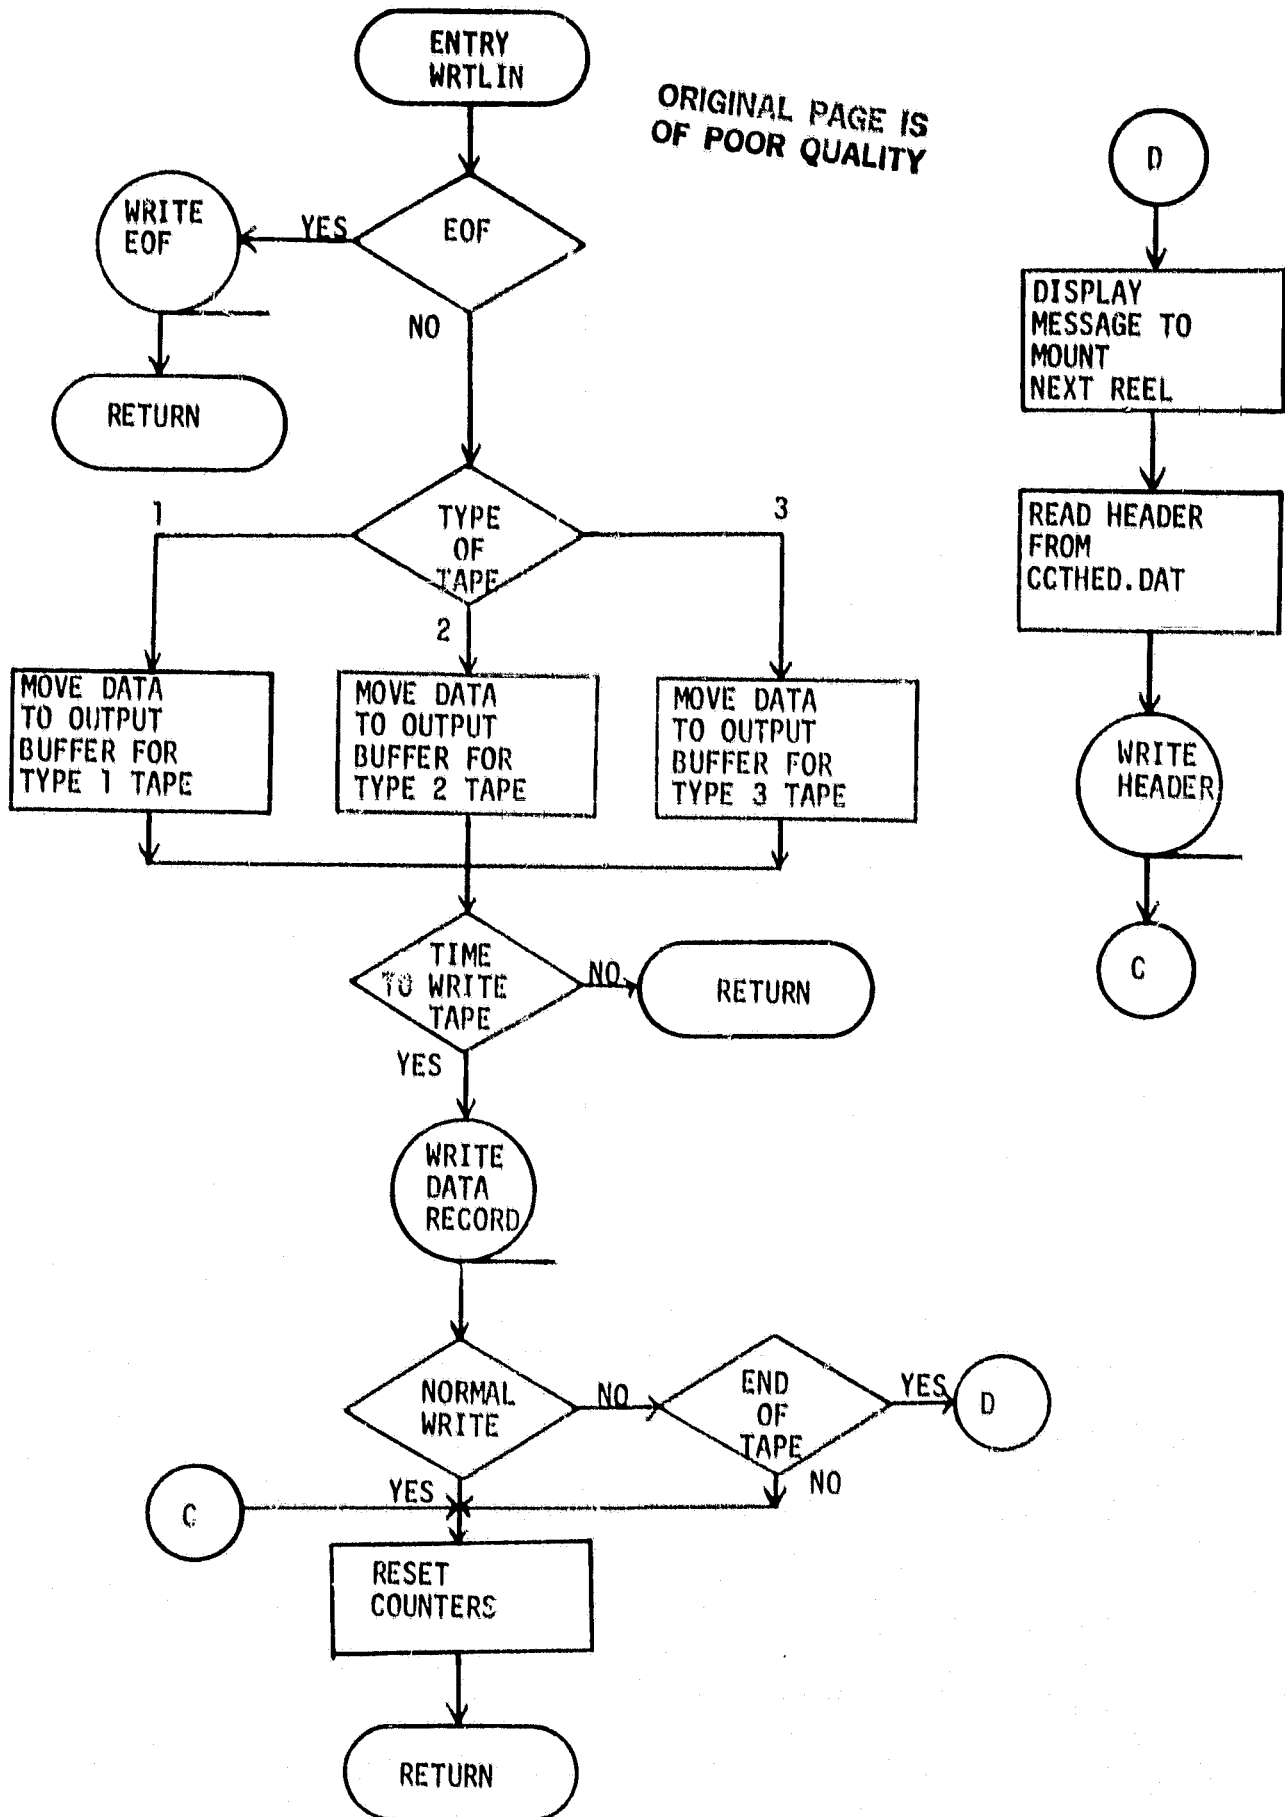 ENTRY
WRTLIN
ORIGINAL PAGE IS
OF POOR QUALITY
WRITE
EOF
YES
EOF
NO
RETURN
TYPE
OF
TAPE
1
2
3
MOVE DATA
TO OUTPUT
BUFFER FOR
TYPE 1 TAPE
MOVE DATA
TO OUTPUT
BUFFER FOR
TYPE 2 TAPE
MOVE DATA
TO OUTPUT
BUFFER FOR
TYPE 3 TAPE
TIME
TO WRITE
TAPE
NO
RETURN
YES
WRITE
DATA
RECORD
NORMAL
WRITE
NO
END
OF
TAPE
YES
D
NO
YES
C
RESET
COUNTERS
RETURN
D
DISPLAY
MESSAGE TO
MOUNT
NEXT REEL
READ HEADER
FROM
CCTHED.DAT
WRITE
HEADER
C